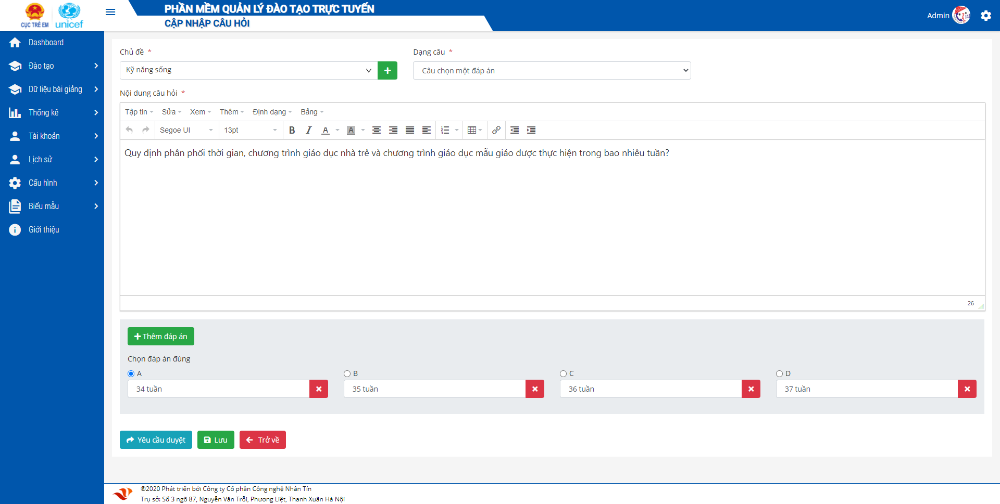 CỤC TRẺ EM
unicef
PHẦN MỀM QUẢN LÝ ĐÀO TẠO TRỰC TUYẾN
CẬP NHẬP CÂU HỎI
Admin
Dashboard
Đào tạo
Dữ liệu bài giảng
Thống kê
Tài khoản
Lịch sử
Cấu hình
Biểu mẫu
Giới thiệu
Chủ đề *
Dạng câu *
Kỹ năng sống
Câu chọn một đáp án
Nội dung câu hỏi *
Tập tin Sửa Xem Thêm Định dạng Bảng
Segoe UI 13pt B I A A
Quy định phân phối thời gian, chương trình giáo dục nhà trẻ và chương trình giáo dục mẫu giáo được thực hiện trong bao nhiêu tuần?
26
Thêm đáp án
Chọn đáp án đúng
A B C D
34 tuần 35 tuần 36 tuần 37 tuần
Yêu cầu duyệt Lưu Trở về
®2020 Phát triển bởi Công ty Cổ phần Công nghệ Nhân Tín
Trụ sở: Số 3 ngõ 87, Nguyễn Văn Trỗi, Phương Liệt, Thanh Xuân Hà Nội